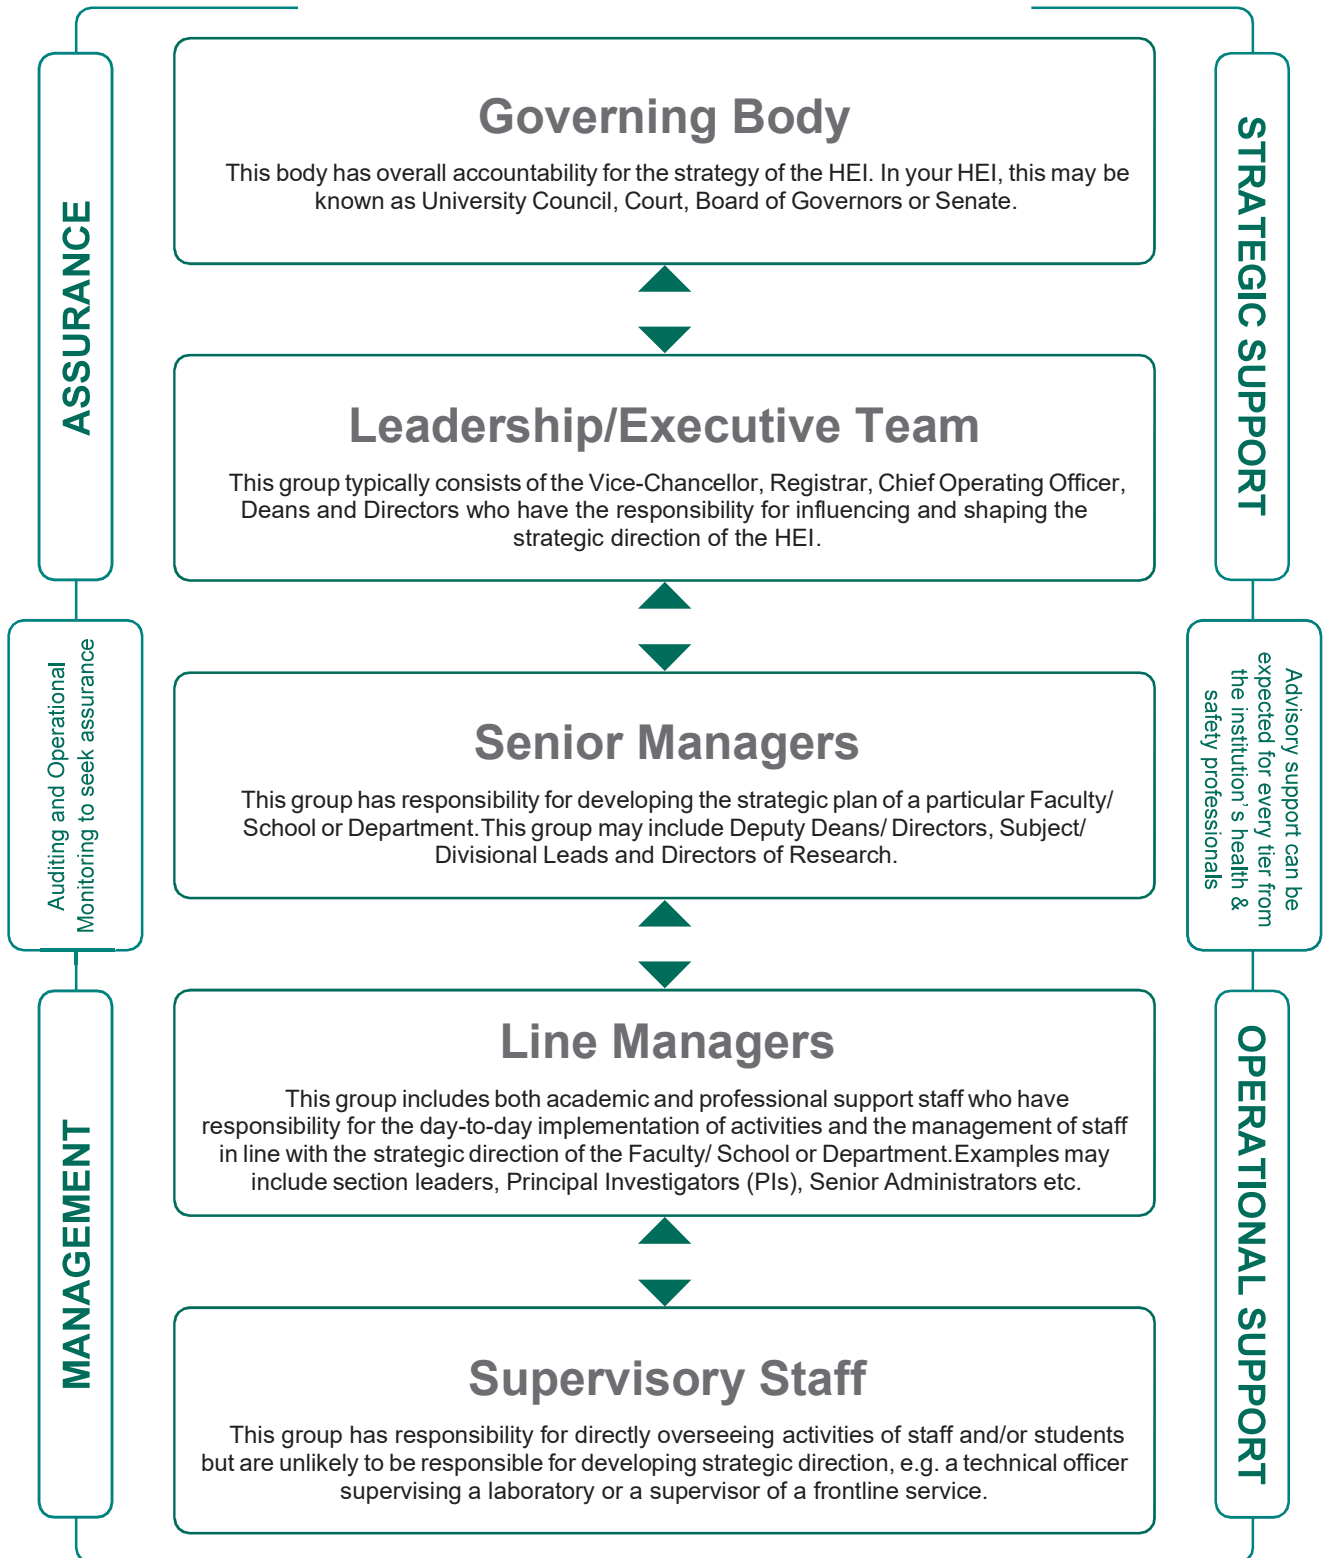 ASSURANCE
Auditing and Operational
Monitoring to seek assurance
MANAGEMENT
Governing Body
This body has overall accountability for the strategy of the HEI. In your HEI, this may be
known as University Council, Court, Board of Governors or Senate.
Leadership/Executive Team
This group typically consists of the Vice-Chancellor, Registrar, Chief Operating Officer,
Deans and Directors who have the responsibility for influencing and shaping the
strategic direction of the HEI.
Senior Managers
This group has responsibility for developing the strategic plan of a particular Faculty/
School or Department. This group may include Deputy Deans/ Directors, Subject/
Divisional Leads and Directors of Research.
Line Managers
This group includes both academic and professional support staff who have
responsibility for the day-to-day implementation of activities and the management of staff
in line with the strategic direction of the Faculty/ School or Department. Examples may
include section leaders, Principal Investigators (PIs), Senior Administrators etc.
Supervisory Staff
This group has responsibility for directly overseeing activities of staff and/or students
but are unlikely to be responsible for developing strategic direction, e.g. a technical officer
supervising a laboratory or a supervisor of a frontline service.
STRATEGIC SUPPORT
Advisory support can be
expected for every tier from
the institution's health &
safety professionals
OPERATIONAL SUPPORT